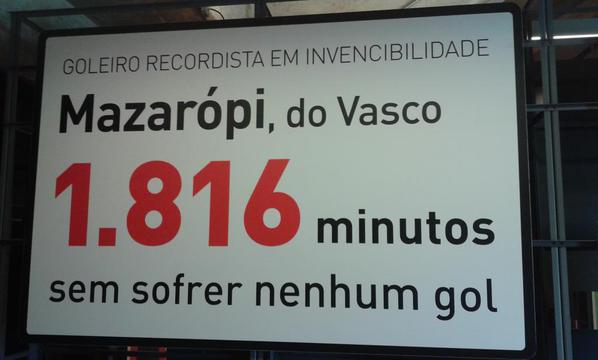 GOLEIRO RECORDISTA EM INVENCIBILIDADE
Mazarópi, do Vasco
1.816 minutos
sem sofrer nenhum gol